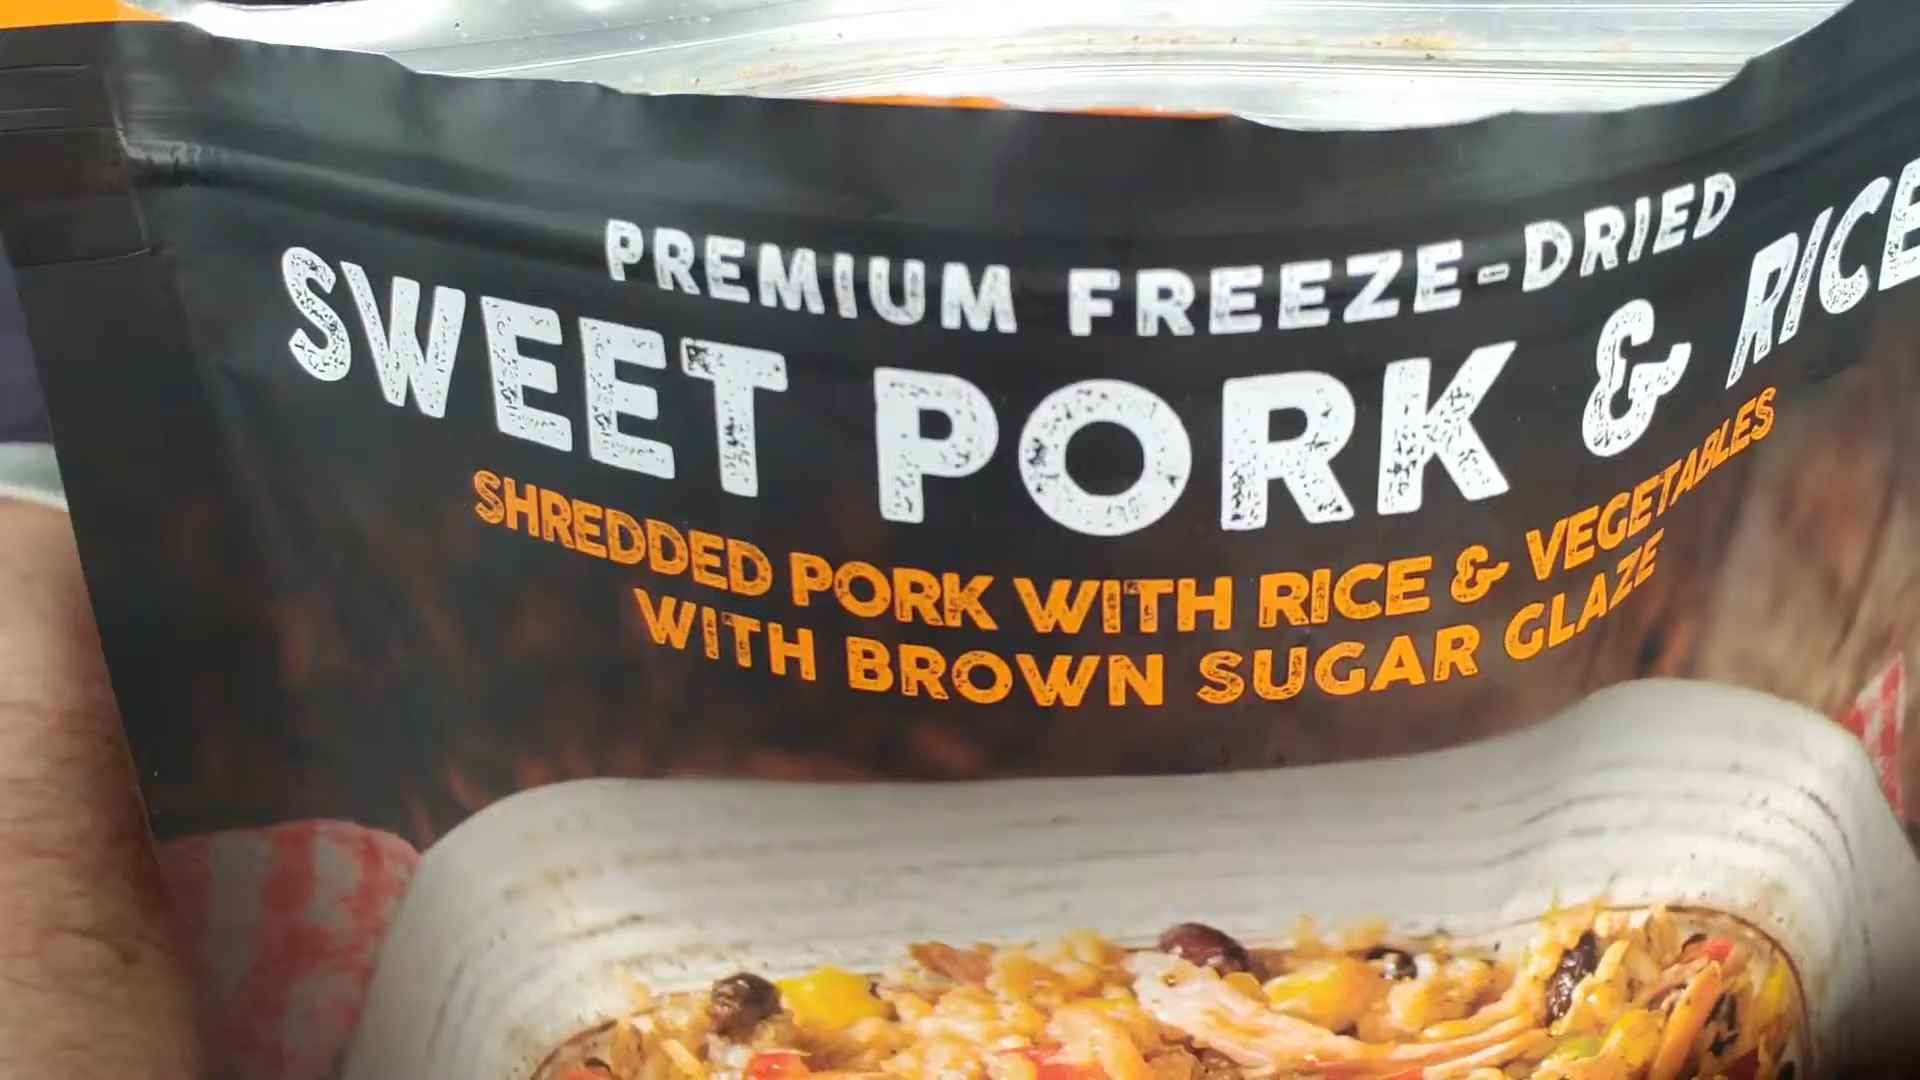 PREMIUM FREEZE-DRIED
SWEET PORK & RICE
SHREDDED PORK WITH RICE & VEGETABLES
WITH BROWN SUGAR GLAZE